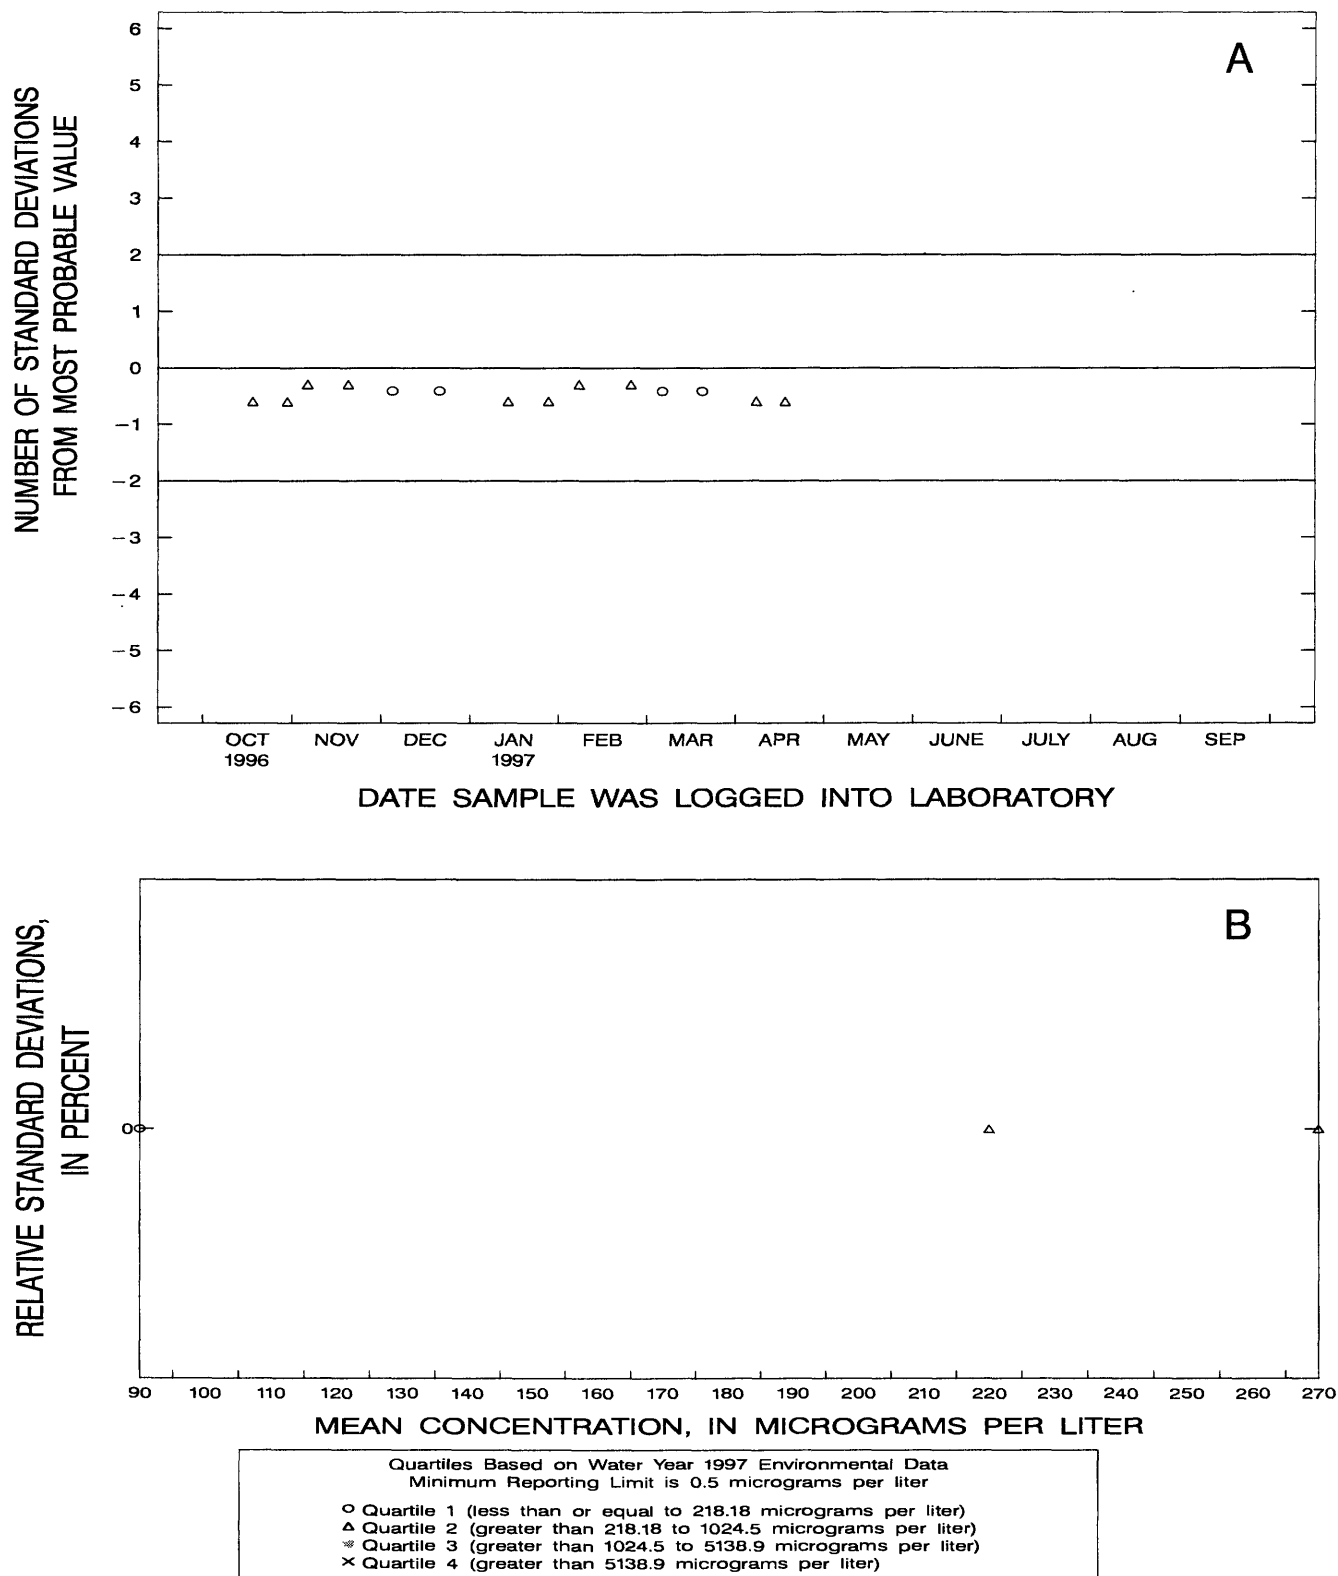 A
NUMBER OF STANDARD DEVIATIONS
FROM MOST PROBABLE VALUE
6
5
4
3
2
1
0
−1
−2
−3
−4
−5
−6
OCT NOV DEC JAN FEB MAR APR MAY JUNE JULY AUG SEP
1996 1997
DATE SAMPLE WAS LOGGED INTO LABORATORY
B
RELATIVE STANDARD DEVIATIONS,
IN PERCENT
0
90 100 110 120 130 140 150 160 170 180 190 200 210 220 230 240 250 260 270
MEAN CONCENTRATION, IN MICROGRAMS PER LITER
Quartiles Based on Water Year 1997 Environmental Data
Minimum Reporting Limit is 0.5 micrograms per liter
Quartile 1 (less than or equal to 218.18 micrograms per liter)
Quartile 2 (greater than 218.18 to 1024.5 micrograms per liter)
Quartile 3 (greater than 1024.5 to 5138.9 micrograms per liter)
Quartile 4 (greater than 5138.9 micrograms per liter)